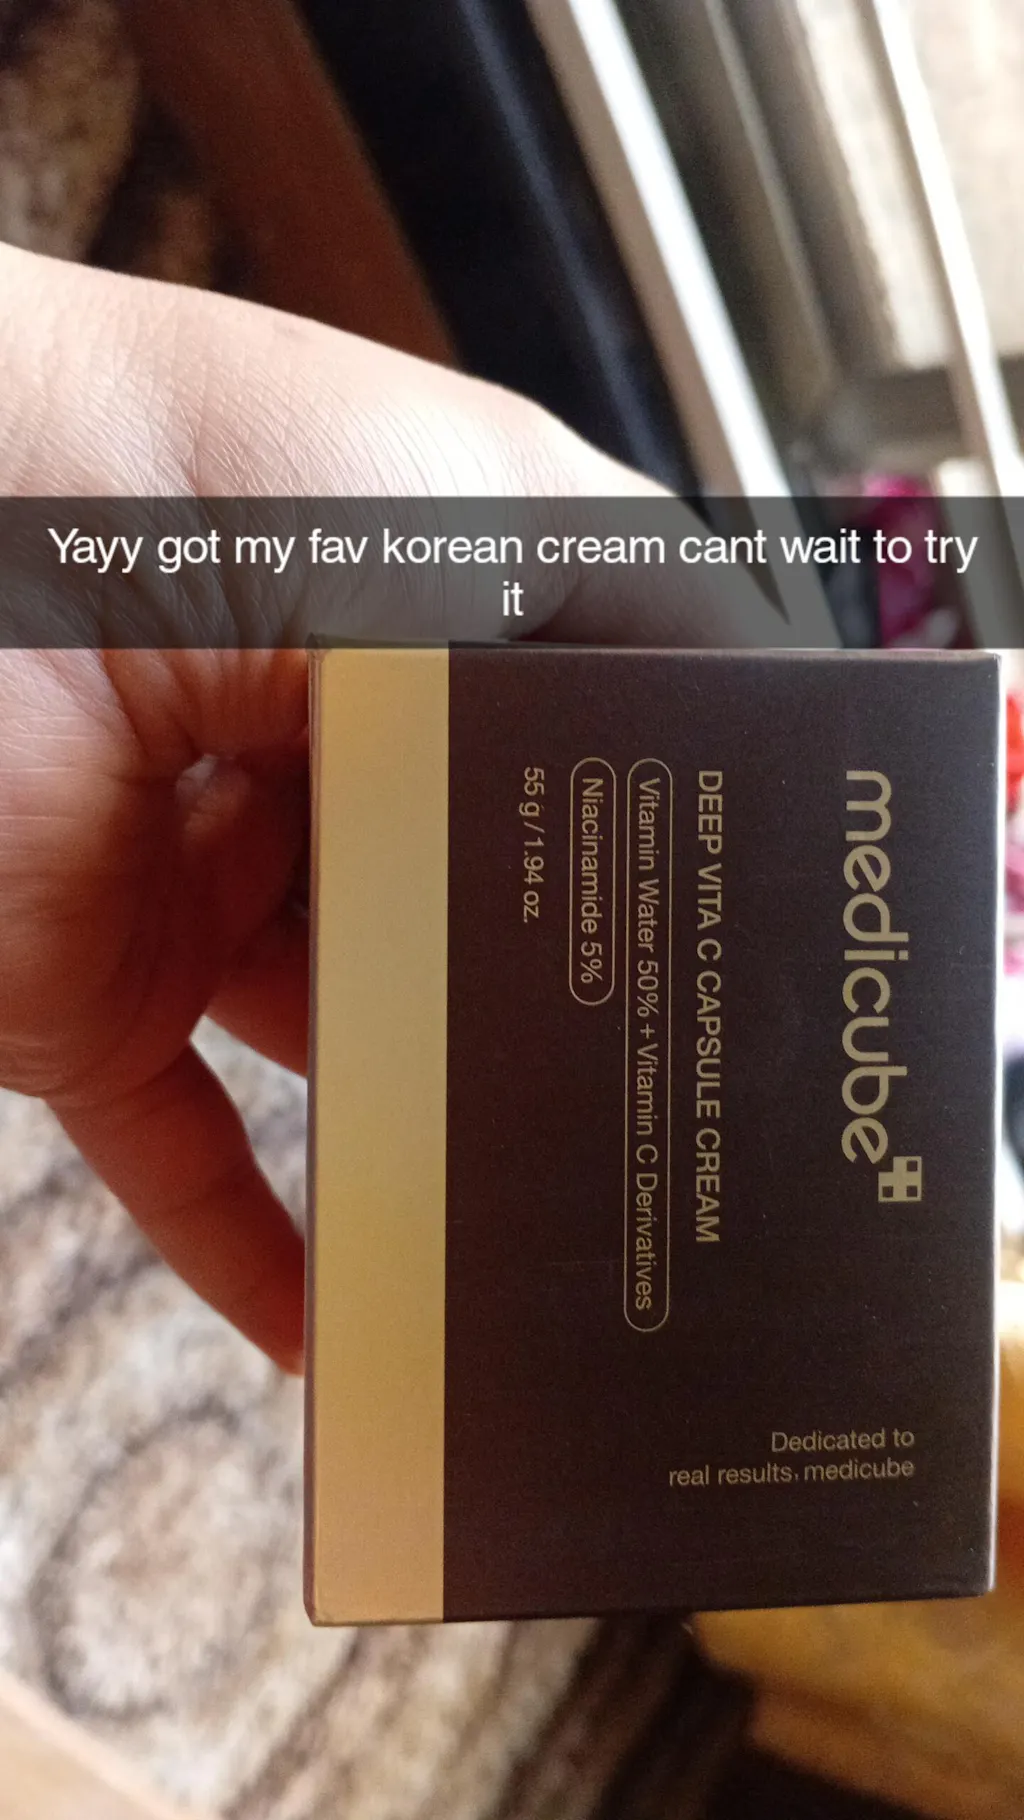 Yayy got my fav korean cream cant wait to try
it
medicube
DEEP VITA C CAPSULE CREAM
Vitamin Water 50% + Vitamin C Derivatives
Niacinamide 5%
55 g / 1.94 oz.
Dedicated to
real results, medicube